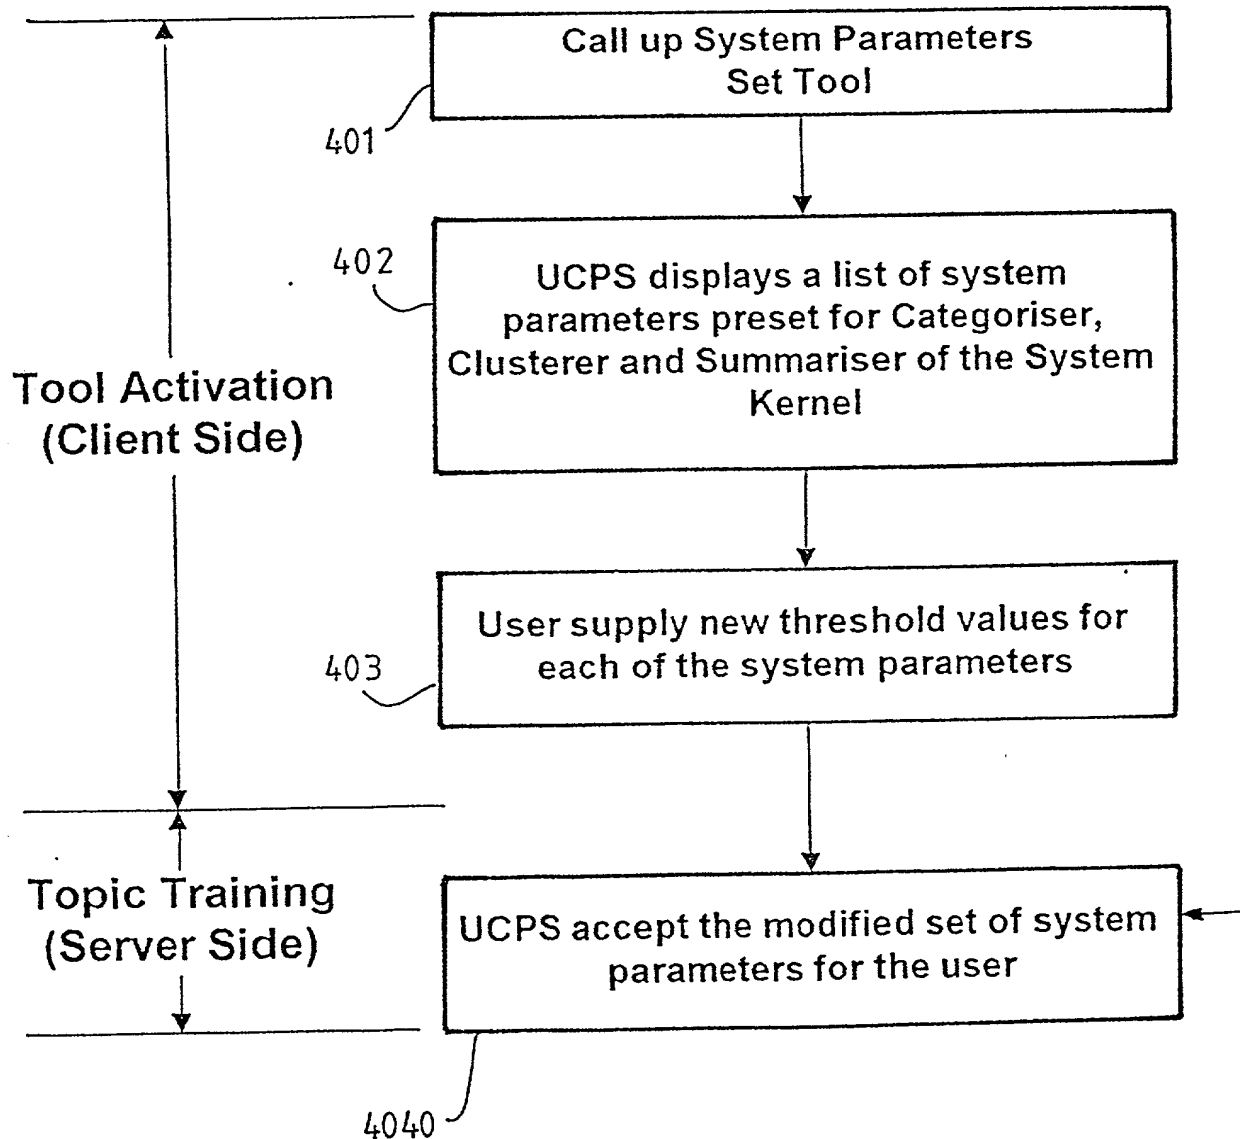 Call up System Parameters
Set Tool
401
402
UCPS displays a list of system
parameters preset for Categoriser,
Clusterer and Summariser of the System
Kernel
Tool Activation
(Client Side)
User supply new threshold values for
each of the system parameters
403
Topic Training
(Server Side)
UCPS accept the modified set of system
parameters for the user
4040